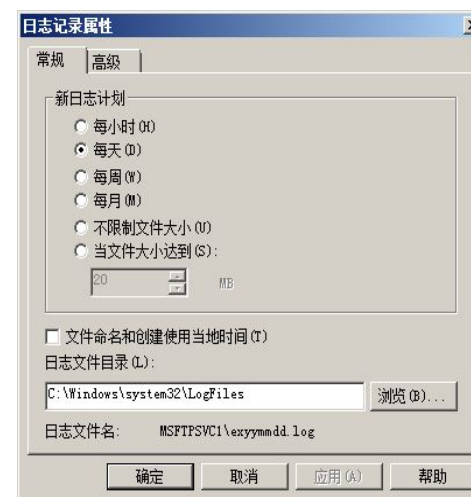 日志记录属性
常规 高级
新日志计划
每小时(H)
每天(D)
每周(W)
每月(M)
不限制文件大小(U)
当文件大小达到(S):
20 MB
文件命名和创建使用当地时间(T)
日志文件目录(L):
C:\Windows\system32\LogFiles 浏览(B)...
日志文件名: MSFTPSVC1\exyymmdd.log
确定 取消 应用(A) 帮助